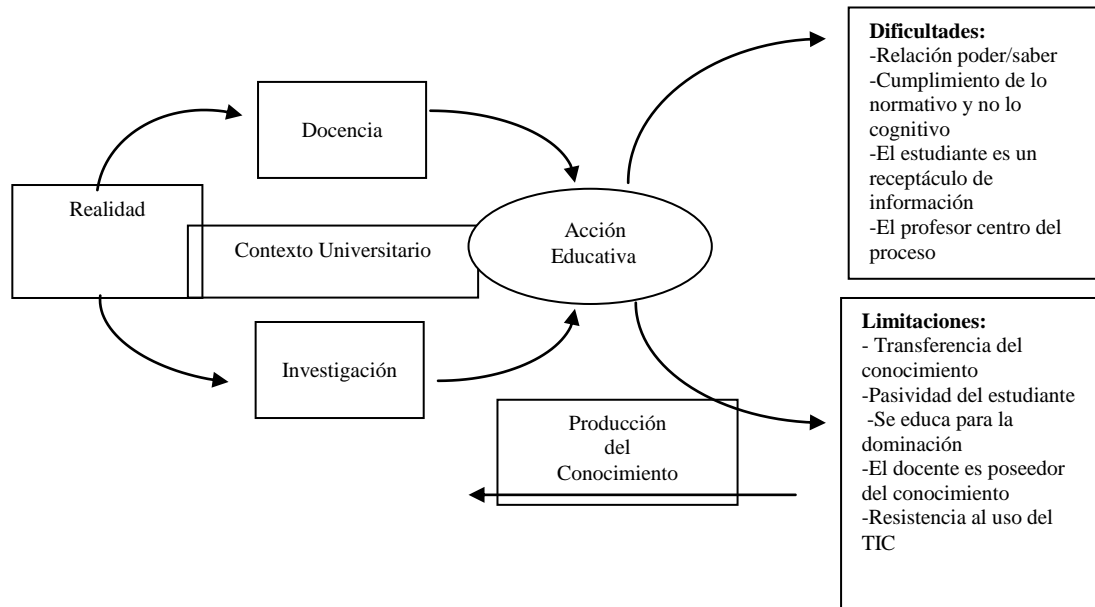 Docencia
Realidad
Contexto Universitario
Acción
Educativa
Investigación
Producción
del
Conocimiento
Dificultades:
-Relación poder/saber
-Cumplimiento de lo
normativo y no lo
cognitivo
-El estudiante es un
receptáculo de
información
-El profesor centro del
proceso
Limitaciones:
- Transferencia del
conocimiento
-Pasividad del estudiante
-Se educa para la
dominación
-El docente es poseedor
del conocimiento
-Resistencia al uso del
TIC